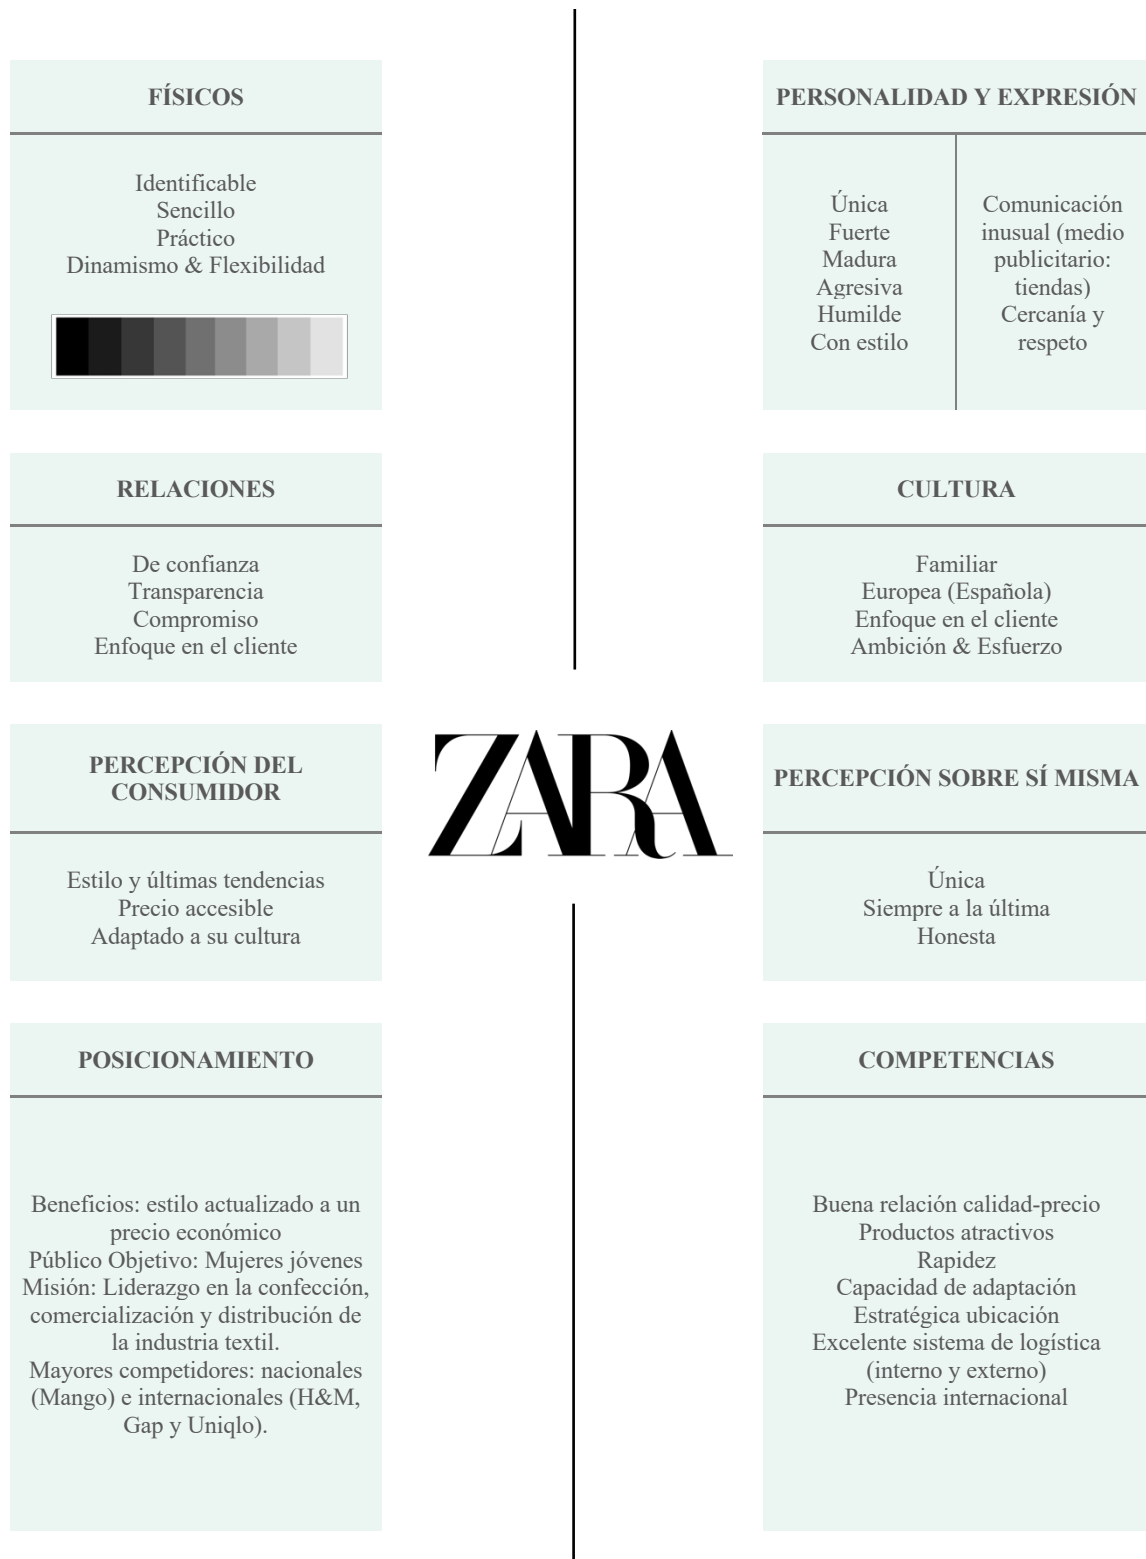 FÍSICOS
Identificable
Sencillo
Práctico
Dinamismo & Flexibilidad
PERSONALIDAD Y EXPRESIÓN
Única
Fuerte
Madura
Agresiva
Humilde
Con estilo
Comunicación
inusual (medio
publicitario:
tiendas)
Cercanía y
respeto
RELACIONES
De confianza
Transparencia
Compromiso
Enfoque en el cliente
CULTURA
Familiar
Europea (Española)
Enfoque en el cliente
Ambición & Esfuerzo
PERCEPCIÓN DEL
CONSUMIDOR
Estilo y últimas tendencias
Precio accesible
Adaptado a su cultura
ZARA
PERCEPCIÓN SOBRE SÍ MISMA
Única
Siempre a la última
Honesta
POSICIONAMIENTO
Beneficios: estilo actualizado a un
precio económico
Público Objetivo: Mujeres jóvenes
Misión: Liderazgo en la confección,
comercialización y distribución de
la industria textil.
Mayores competidores: nacionales
(Mango) e internacionales (H&M,
Gap y Uniqlo).
COMPETENCIAS
Buena relación calidad-precio
Productos atractivos
Rapidez
Capacidad de adaptación
Estratégica ubicación
Excelente sistema de logística
(interno y externo)
Presencia internacional